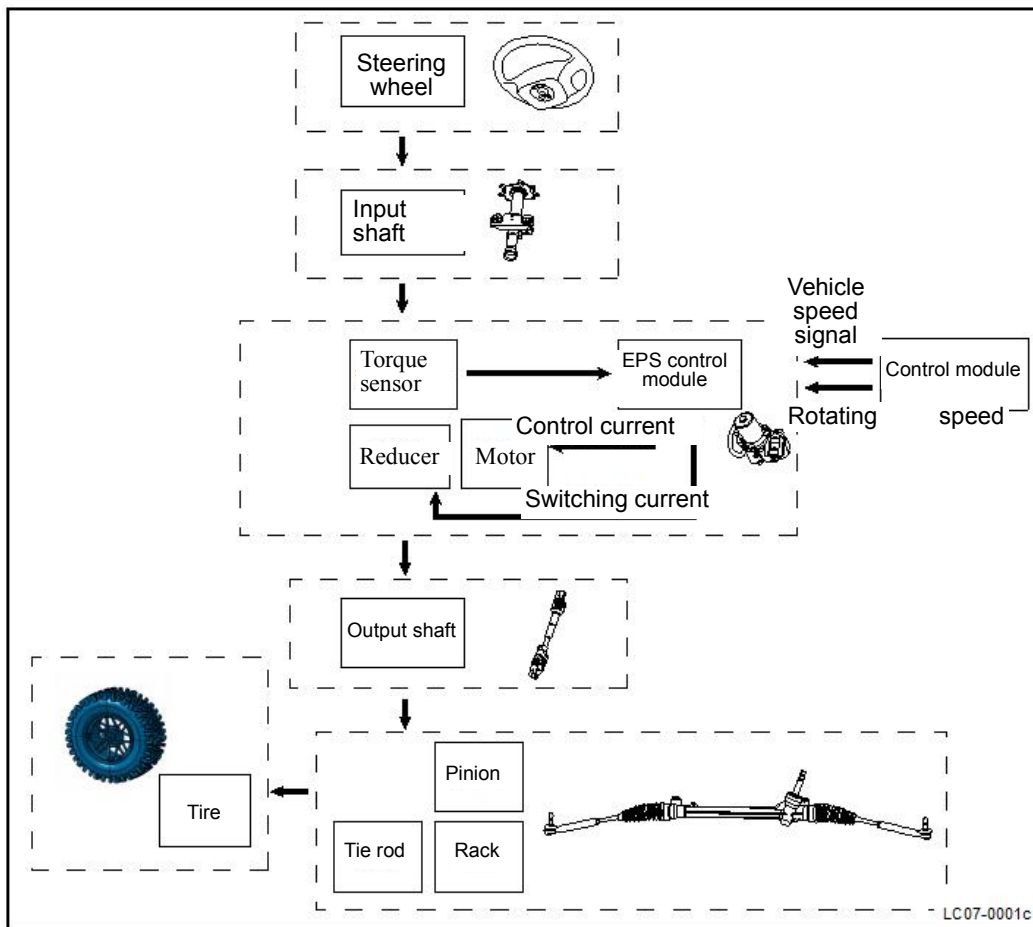 Steering
wheel
Input
shaft
Vehicle
speed
signal
Torque
sensor
EPS control
module
Control module
Rotating speed
Control current
Reducer
Motor
Switching current
Output shaft
Pinion
Tire
Tie rod
Rack
LC07-0001c